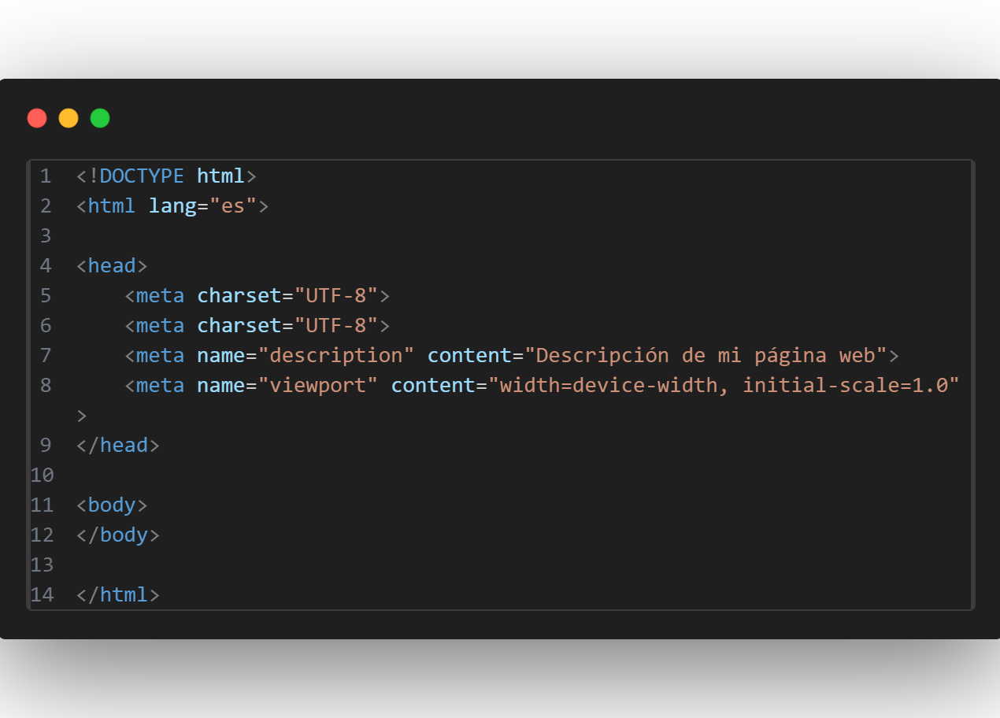 1 <!DOCTYPE html>
2 <html lang="es">
3
4 <head>
5     <meta charset="UTF-8">
6     <meta charset="UTF-8">
7     <meta name="description" content="Descripción de mi página web">
8     <meta name="viewport" content="width=device-width, initial-scale=1.0"
>
9 </head>
10
11 <body>
12 </body>
13
14 </html>